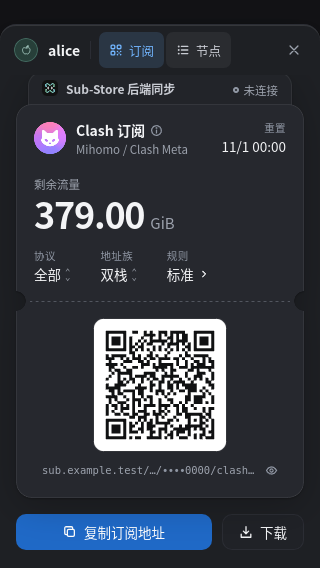 alice
订阅
节点
Sub-Store 后端同步
未连接
Clash 订阅
重置
Mihomo / Clash Meta
11/1 00:00
剩余流量
379.00 GiB
协议
地址族
规则
全部
双栈
标准
sub.example.test/…/••••0000/clash…
复制订阅地址
下载